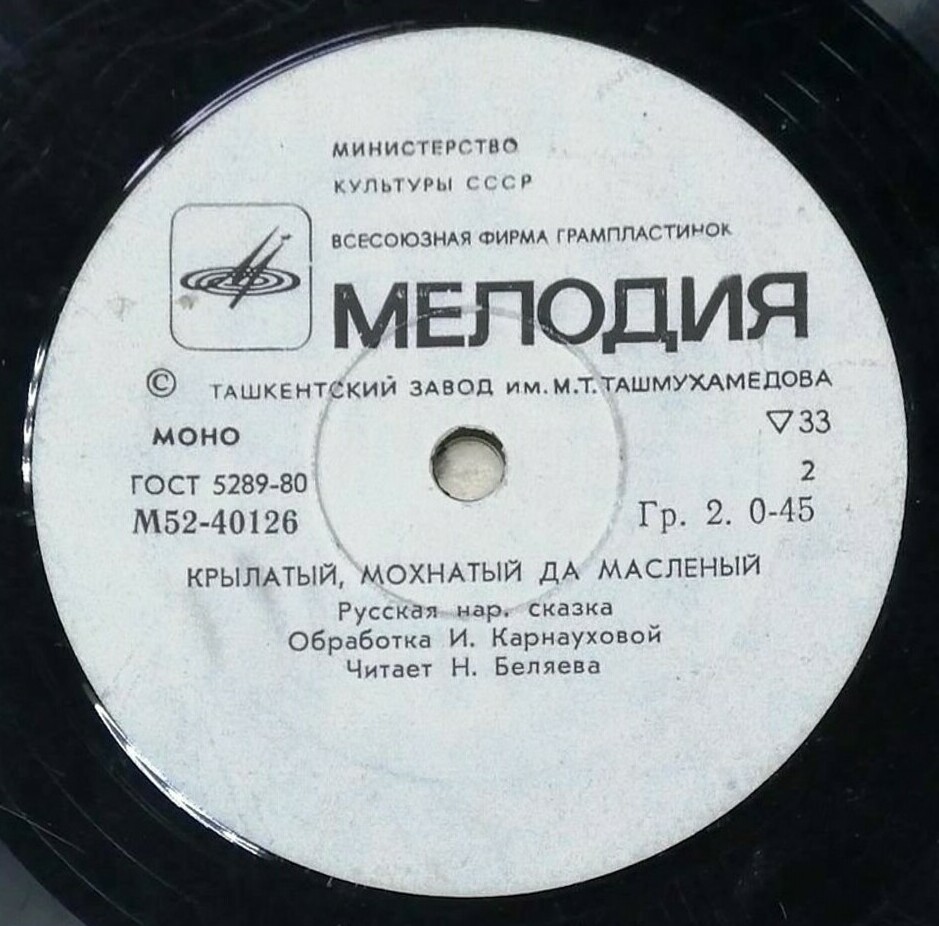 МИНИСТЕРСТВО
КУЛЬТУРЫ СССР
ВСЕСОЮЗНАЯ ФИРМА ГРАМПЛАСТИНОК
МЕЛОДИЯ
© ТАШКЕНТСКИЙ ЗАВОД ИМ. М.Т. ТАШМУХАМЕДОВА
МОНО
▽33
ГОСТ 5289-80
2
М52-40126
Гр. 2. 0-45
КРЫЛАТЫЙ, МОХНАТЫЙ ДА МАСЛЕНЫЙ
Русская нар. сказка
Обработка И. Карнауховой
Читает Н. Беляева